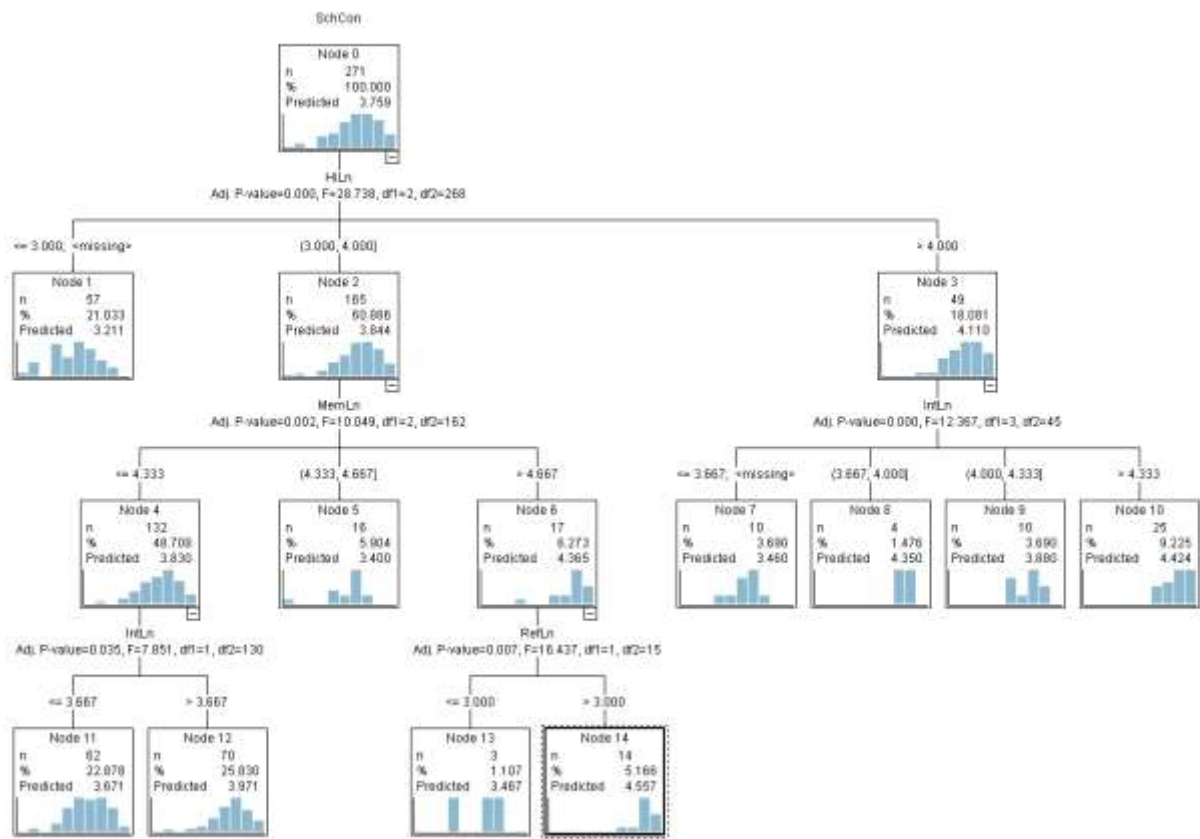 SchCon
Node 0
n 271
% 100.000
Predicted 3.759
HiLn
Adj. P-value=0.000, F=28.738, df1=2, df2=268
<= 3.000; <missing>
(3.000, 4.000]
> 4.000
Node 1
n 57
% 21.033
Predicted 3.211
Node 2
n 165
% 60.886
Predicted 3.844
Node 3
n 49
% 18.081
Predicted 4.110
MemLn
Adj. P-value=0.002, F=10.049, df1=2, df2=162
IntLn
Adj. P-value=0.000, F=12.367, df1=3, df2=45
<= 4.333
(4.333, 4.667]
> 4.667
<= 3.667; <missing>
(3.667, 4.000]
(4.000, 4.333]
> 4.333
Node 4
n 132
% 48.708
Predicted 3.830
Node 5
n 16
% 5.904
Predicted 3.400
Node 6
n 17
% 6.273
Predicted 4.365
Node 7
n 10
% 3.690
Predicted 3.460
Node 8
n 4
% 1.476
Predicted 4.350
Node 9
n 10
% 3.690
Predicted 3.880
Node 10
n 25
% 9.225
Predicted 4.424
IntLn
Adj. P-value=0.035, F=7.851, df1=1, df2=130
RefLn
Adj. P-value=0.007, F=16.437, df1=1, df2=15
<= 3.667
> 3.667
<= 3.000
> 3.000
Node 11
n 62
% 22.878
Predicted 3.671
Node 12
n 70
% 25.830
Predicted 3.971
Node 13
n 3
% 1.107
Predicted 3.467
Node 14
n 14
% 5.166
Predicted 4.557